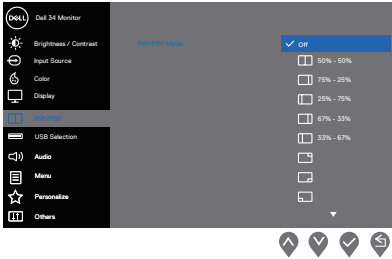 DELL Dell 34 Monitor
Brightness / Contrast PIP/PBP Mode Off
Input Source 50% - 50%
Color 75% - 25%
Display 25% - 75%
PIP/PBP 67% - 33%
USB Selection 33% - 67%
Audio
Menu
Personalize
Others